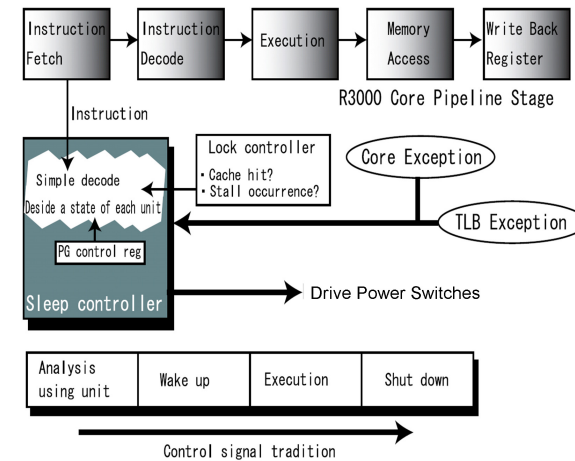 Instruction
Fetch
Instruction
Decode
Execution
Memory
Access
Write Back
Register
R3000 Core Pipeline Stage
Instruction
Simple decode
Deside a state of each unit
PG control reg
Sleep controller
Lock controller
・Cache hit?
・Stall occurrence?
Core Exception
TLB Exception
Drive Power Switches
Analysis
using unit
Wake up
Execution
Shut down
Control signal tradition